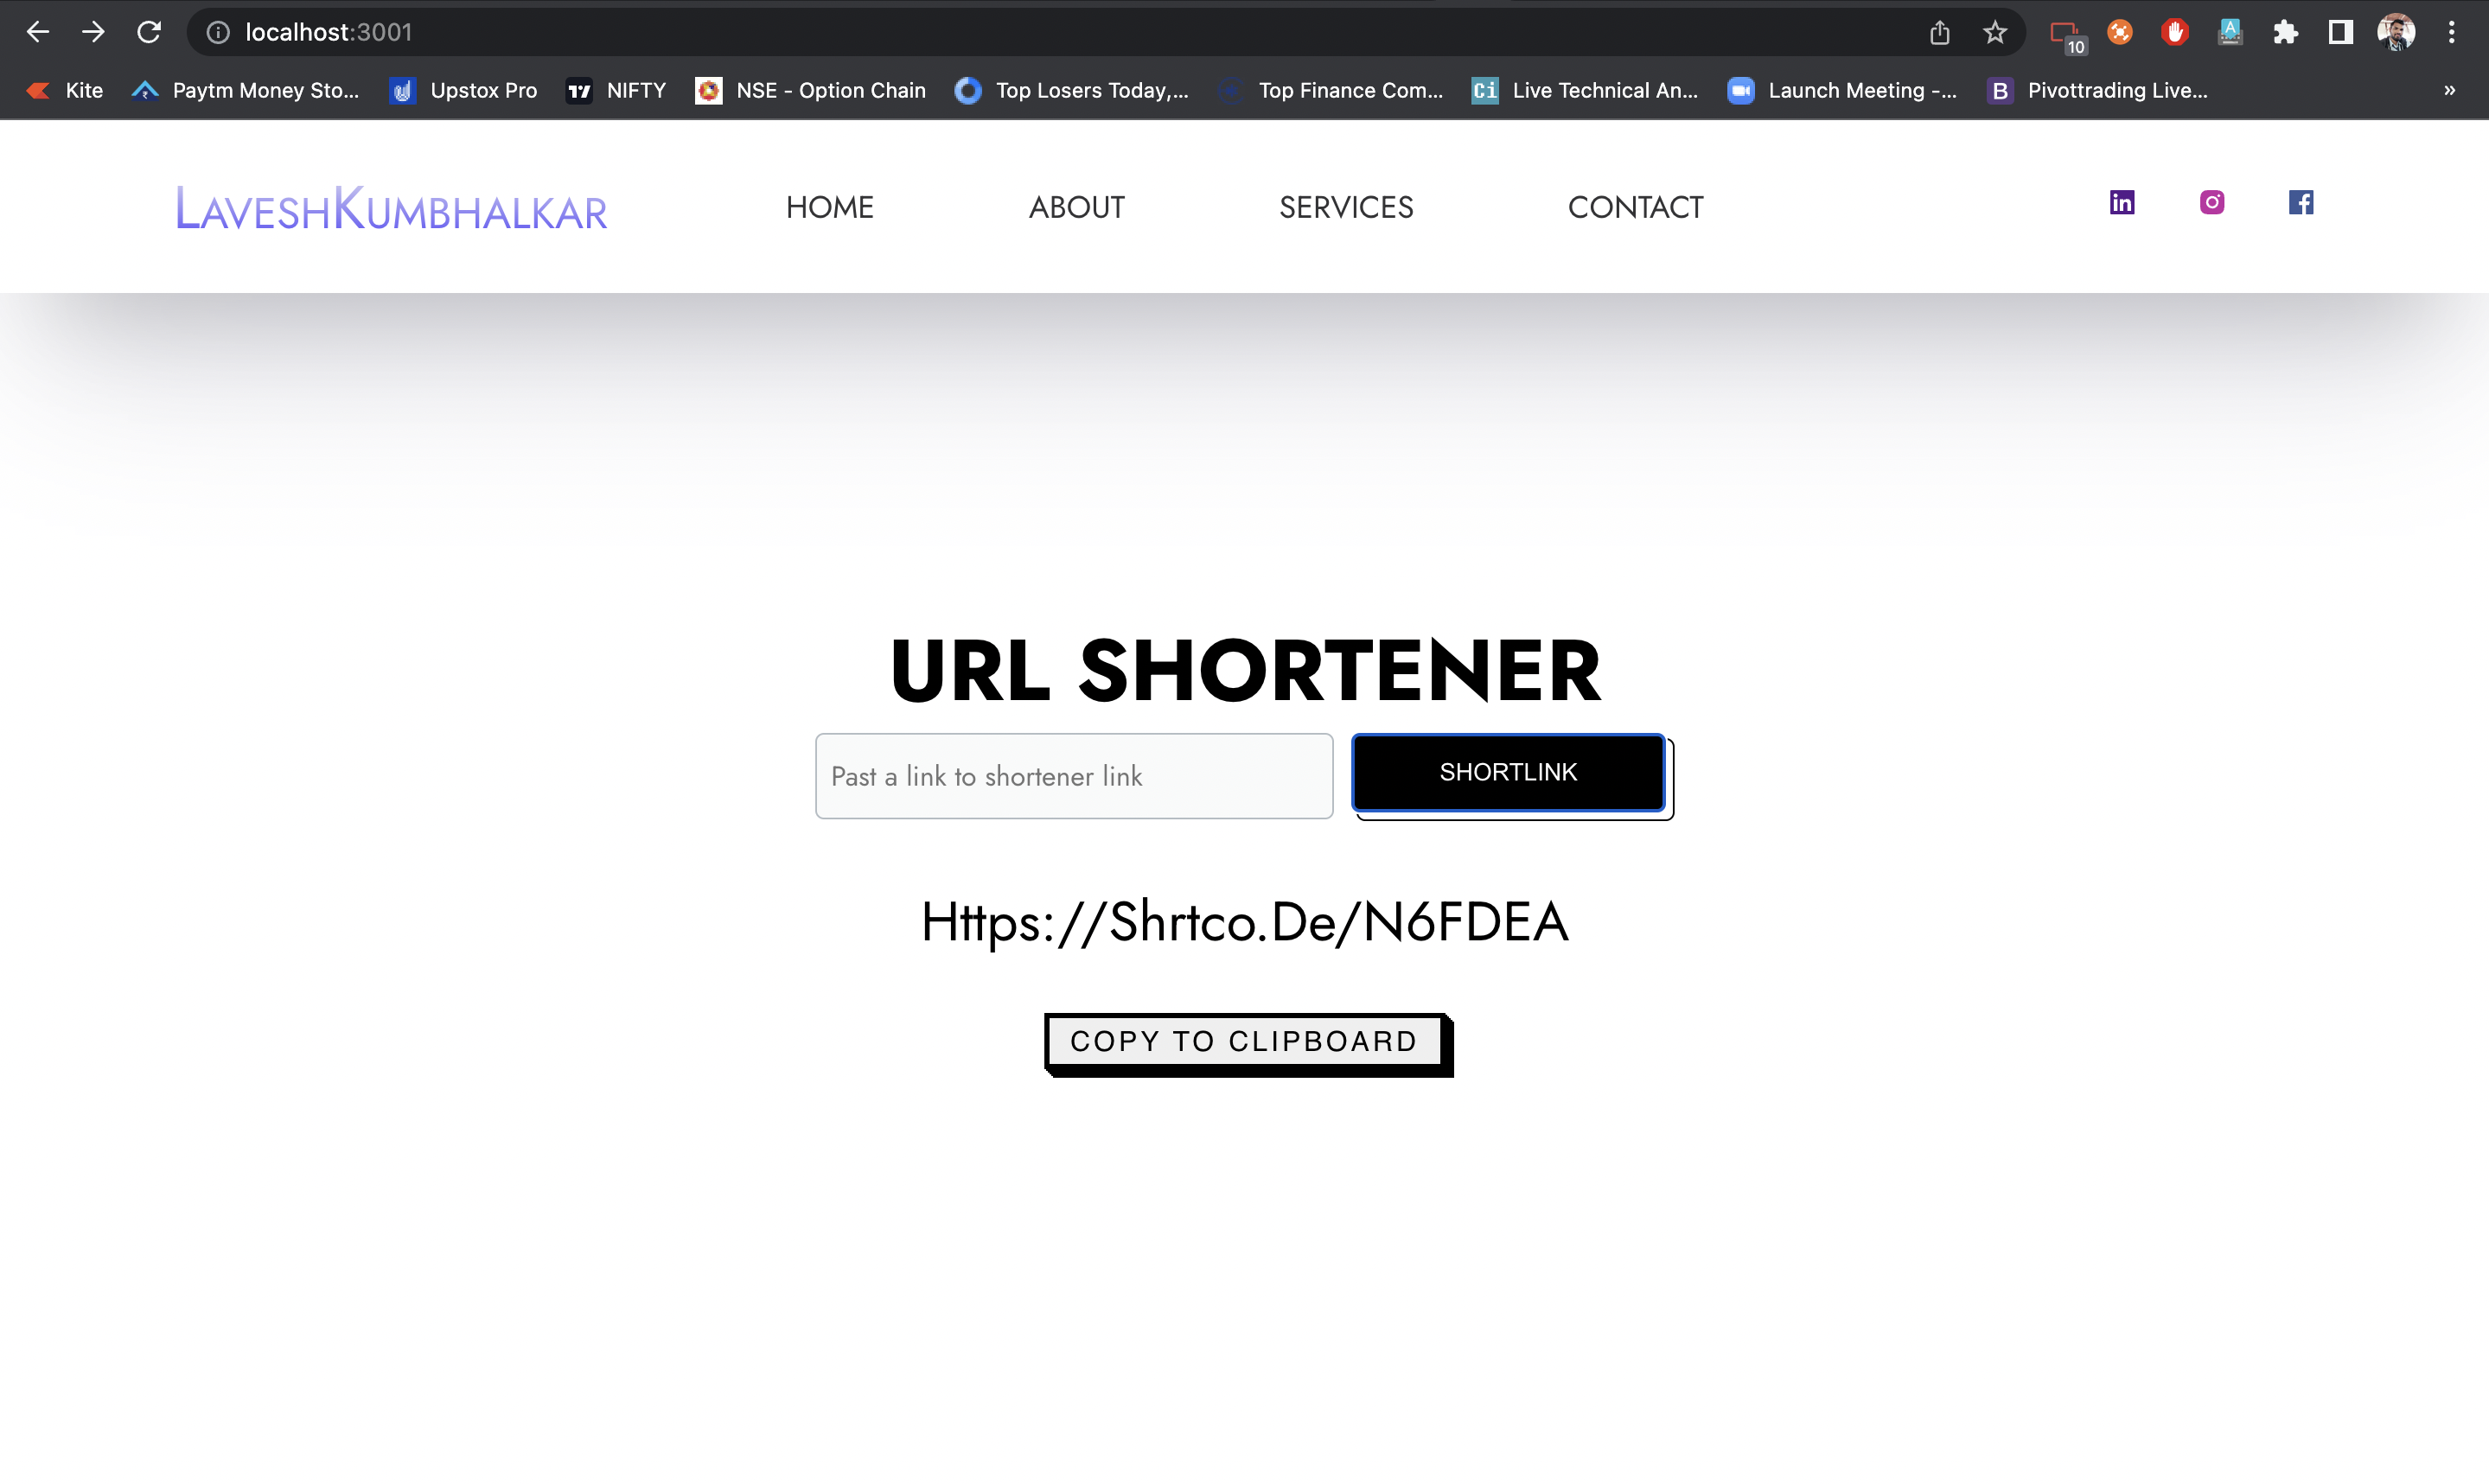 localhost:3001
10
Kite Paytm Money Sto... Upstox Pro NIFTY NSE - Option Chain Top Losers Today,... Top Finance Com... Ci Live Technical An... Launch Meeting -... B Pivottrading Live... »
LaveshKumbhalkar HOME ABOUT SERVICES CONTACT
URL SHORTENER
Past a link to shortener link SHORTLINK
Https://Shrtco.De/N6FDEA
COPY TO CLIPBOARD